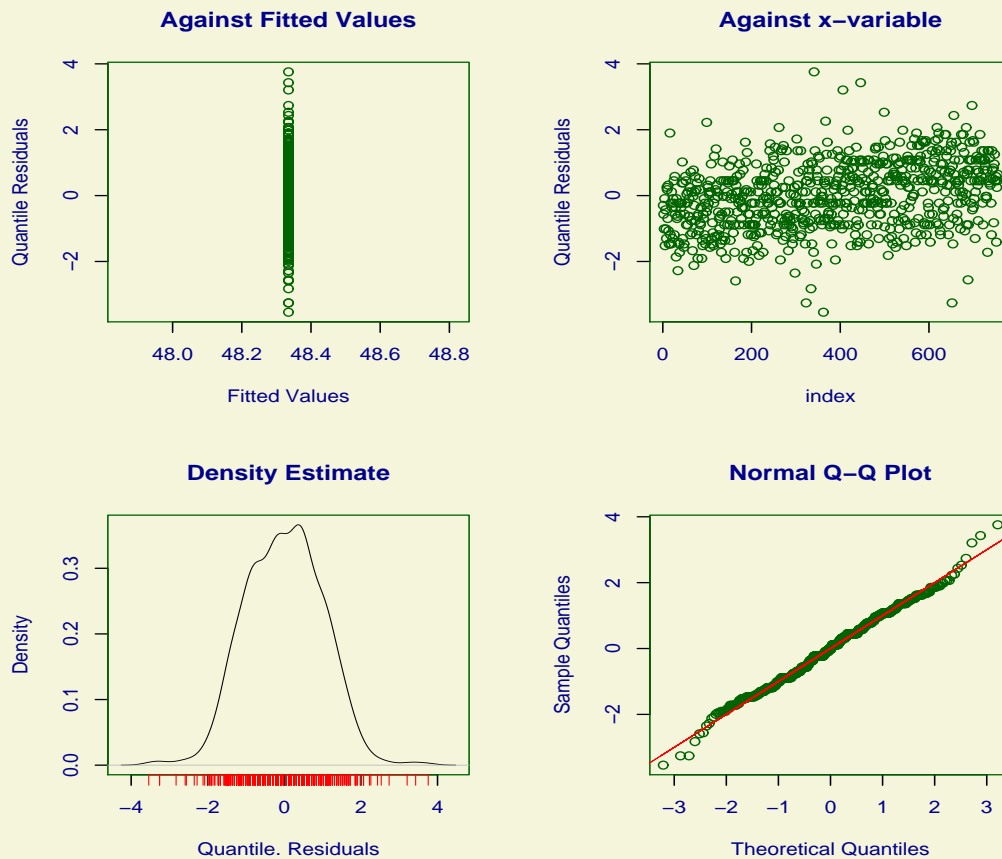 Against Fitted Values
Quantile Residuals
4
2
0
−2
48.0 48.2 48.4 48.6 48.8
Fitted Values
Against x−variable
Quantile Residuals
4
2
0
−2
0 200 400 600
index
Density Estimate
Density
0.3
0.2
0.1
0.0
−4 −2 0 2 4
Quantile. Residuals
Normal Q−Q Plot
Sample Quantiles
4
2
0
−2
−3 −2 −1 0 1 2 3
Theoretical Quantiles